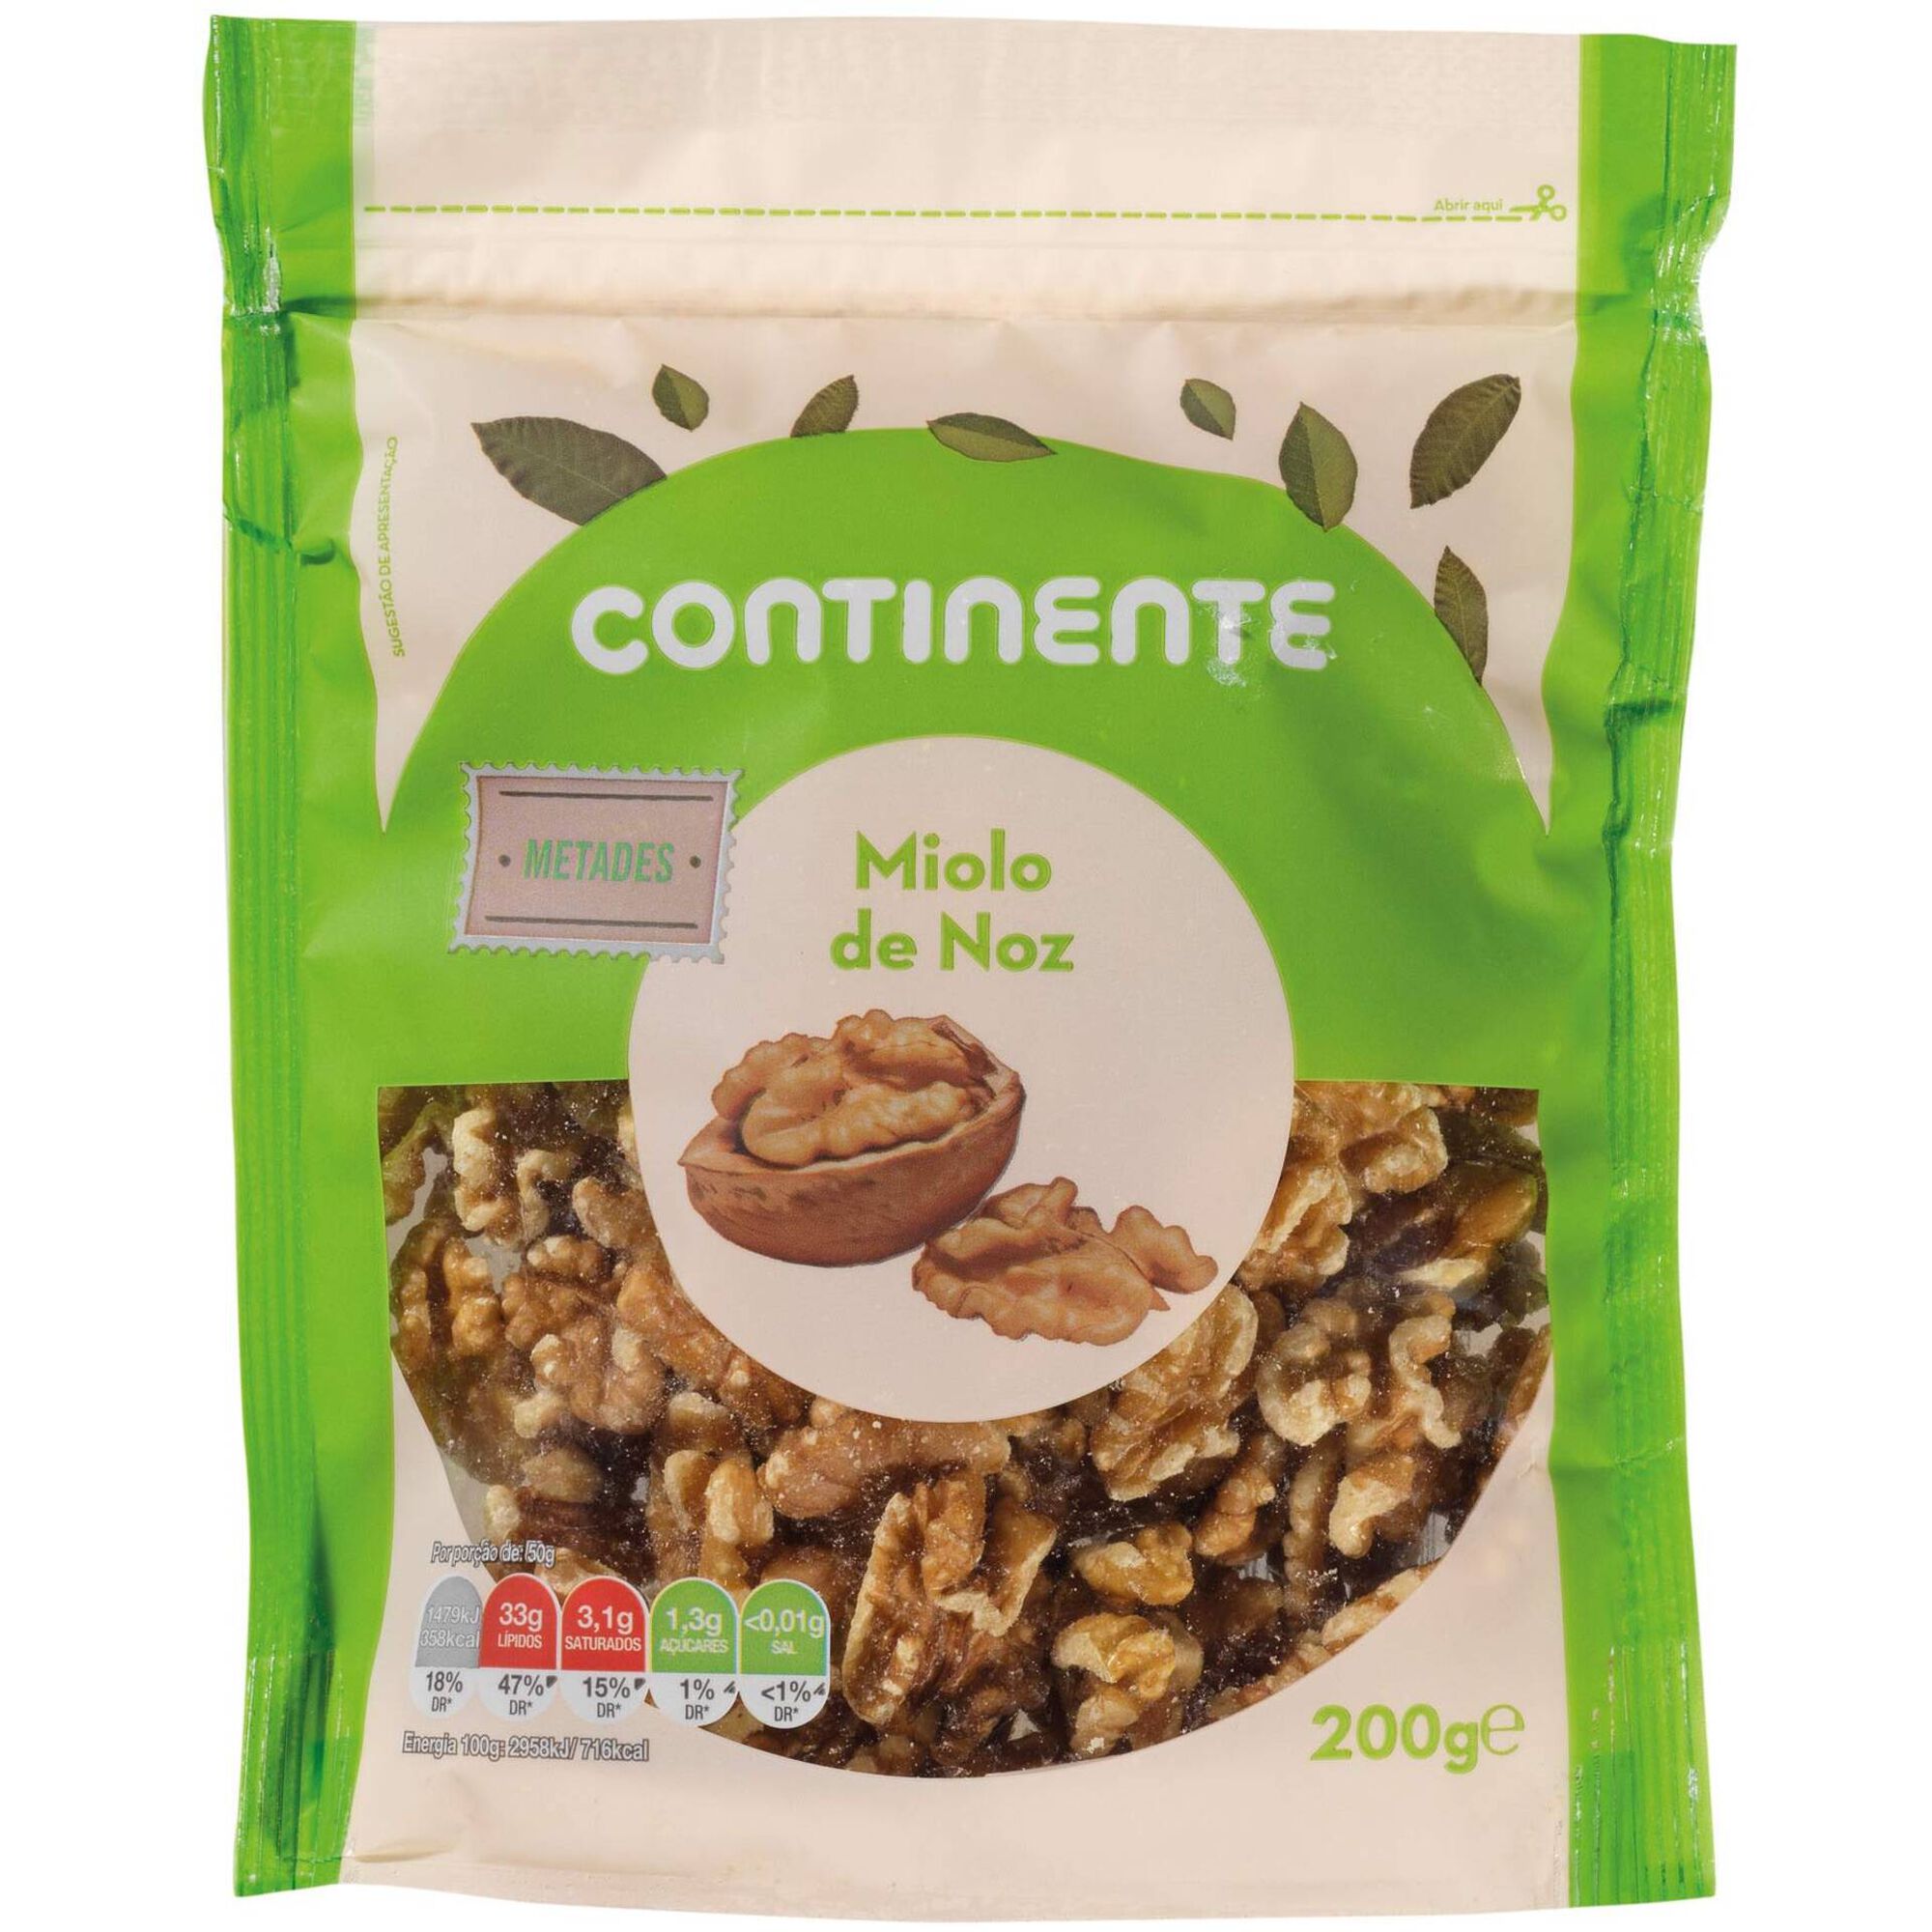 Abrir aqui
SUGESTÃO DE APRESENTAÇÃO
CONTINENTE
• METADES •
Miolo
de Noz
Por porção de: 50g
1479kJ
358kcal
18%
DR*
33g
LÍPIDOS
47%
DR*
3,1g
SATURADOS
15%
DR*
1,3g
AÇÚCARES
1%
DR*
<0,01g
SAL
<1%
DR*
Energia 100g: 2958kJ/ 716kcal
200g℮